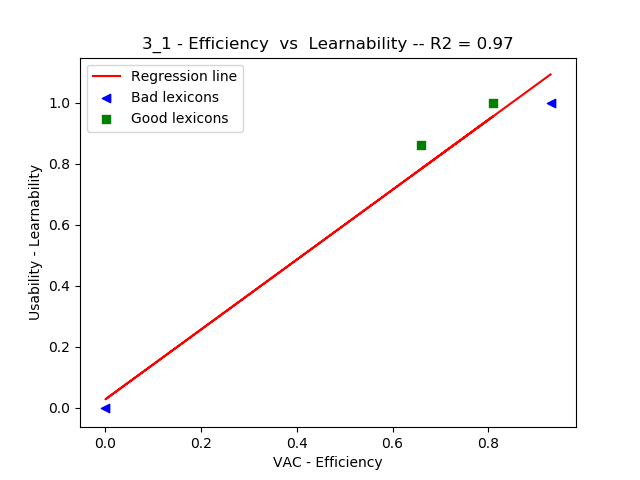 3_1 - Efficiency  vs  Learnability -- R2 = 0.97
Regression line
Bad lexicons
Good lexicons
Usability - Learnability
1.0
0.8
0.6
0.4
0.2
0.0
0.0 0.2 0.4 0.6 0.8
VAC - Efficiency